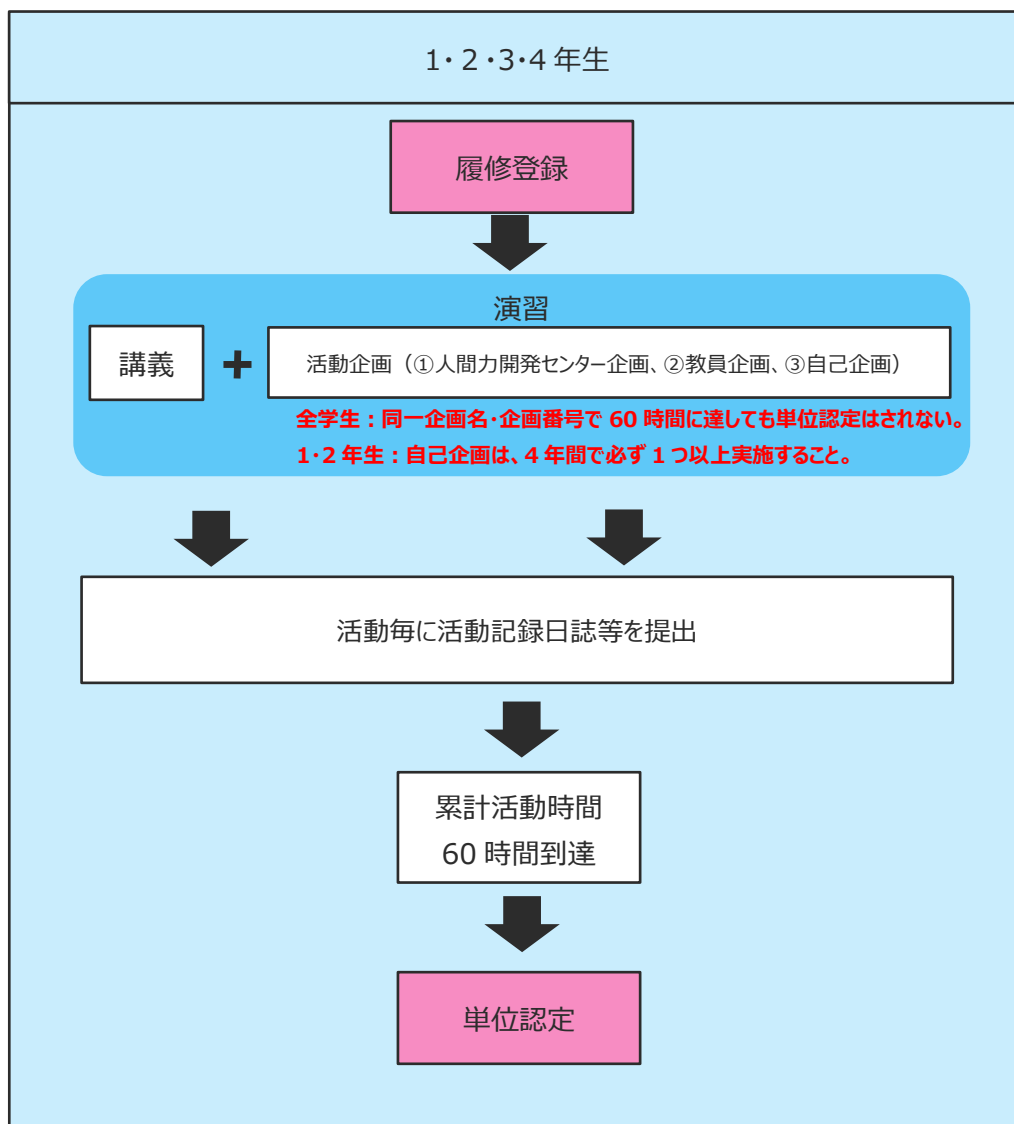 1・2・3・4年生
履修登録
演習
講義
+
活動企画（①人間力開発センター企画、②教員企画、③自己企画）
全学生：同一企画名・企画番号で60時間に達しても単位認定はされない。
1・2年生：自己企画は、4年間で必ず1つ以上実施すること。
活動毎に活動記録日誌等を提出
累計活動時間
60時間到達
単位認定